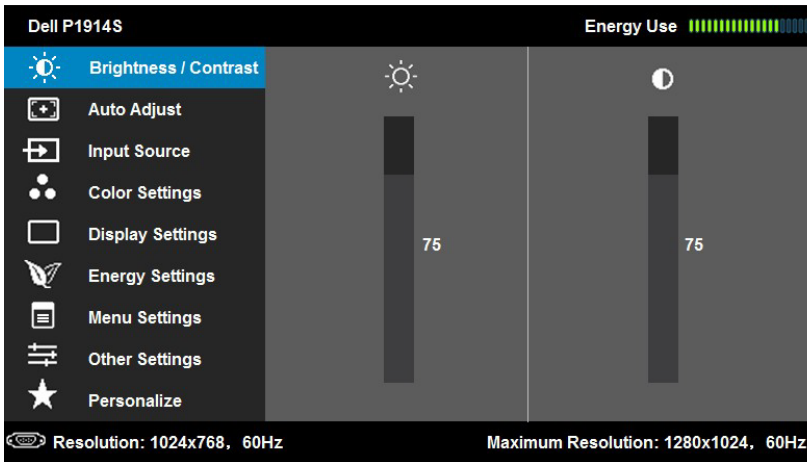 Dell P1914S
Energy Use
Brightness / Contrast
Auto Adjust
Input Source
Color Settings
Display Settings
Energy Settings
Menu Settings
Other Settings
Personalize
75
75
Resolution: 1024x768, 60Hz
Maximum Resolution: 1280x1024, 60Hz